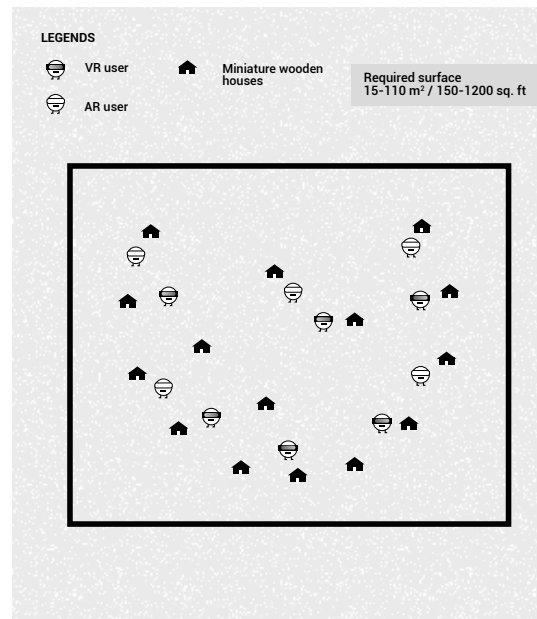 LEGENDS
VR user
AR user
Miniature wooden
houses
Required surface
15-110 m² / 150-1200 sq. ft